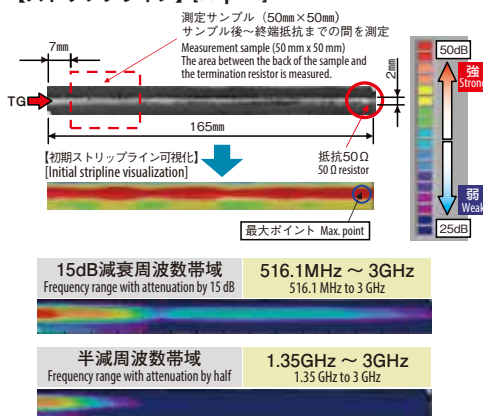 測定サンプル（50㎜×50㎜）
サンプル後～終端抵抗までの間を測定
Measurement sample (50 mm x 50 mm)
The area between the back of the sample and
the termination resistor is measured.
7㎜
2㎜
TG
165㎜
【初期ストリップライン可視化】
[Initial stripline visualization]
抵抗50Ω
50 Ω resistor
最大ポイント Max. point
50dB
強
Strong
弱
Weak
25dB
15dB減衰周波数帯域
Frequency range with attenuation by 15 dB
516.1MHz ～ 3GHz
516.1 MHz to 3 GHz
半減周波数帯域
Frequency range with attenuation by half
1.35GHz ～ 3GHz
1.35 GHz to 3 GHz